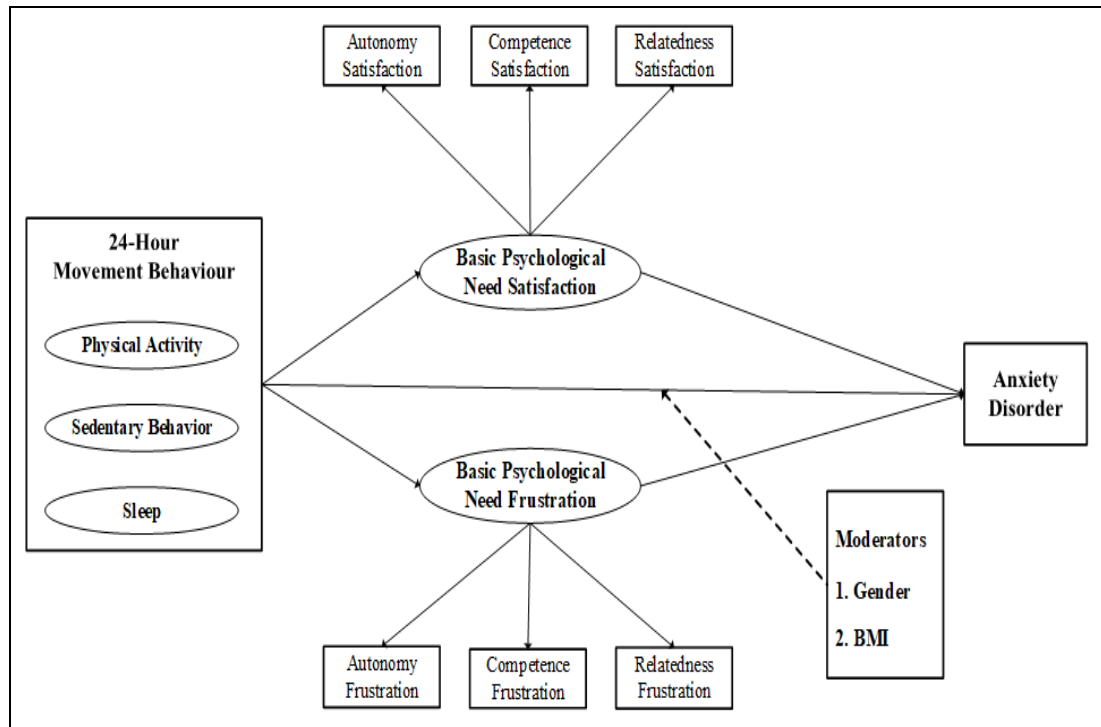 Autonomy
Satisfaction
Competence
Satisfaction
Relatedness
Satisfaction
24-Hour
Movement Behaviour
Physical Activity
Sedentary Behavior
Sleep
Basic Psychological
Need Satisfaction
Basic Psychological
Need Frustration
Anxiety
Disorder
Moderators
1. Gender
2. BMI
Autonomy
Frustration
Competence
Frustration
Relatedness
Frustration